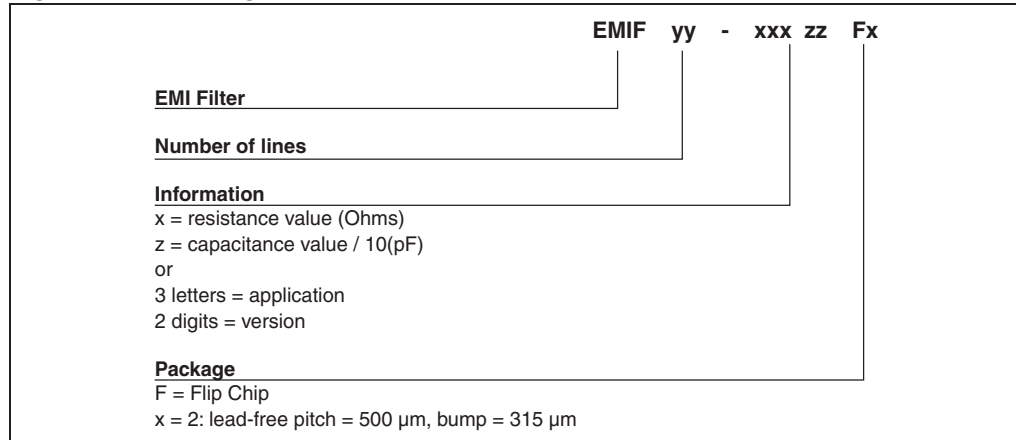 EMIF yy - xxx zz Fx
EMI Filter
Number of lines
Information
x = resistance value (Ohms)
z = capacitance value / 10(pF)
or
3 letters = application
2 digits = version
Package
F = Flip Chip
x = 2: lead-free pitch = 500 µm, bump = 315 µm